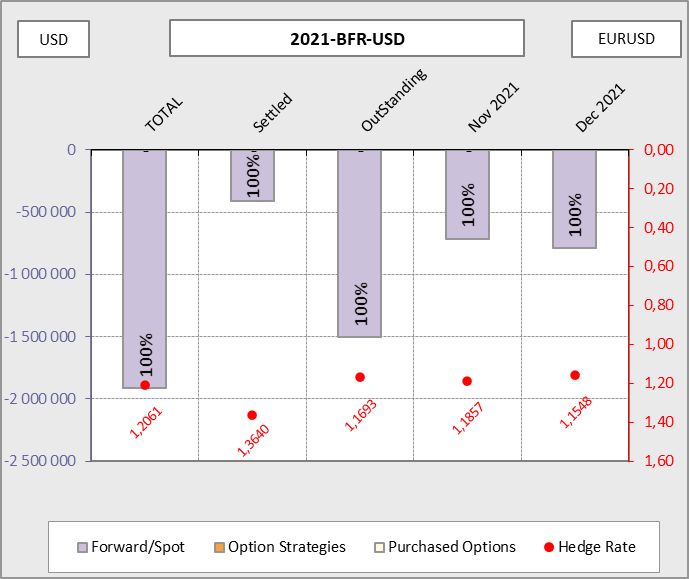 USD
2021-BFR-USD
EURUSD
TOTAL
Settled
OutStanding
Nov 2021
Dec 2021
0
-500 000
-1 000 000
-1 500 000
-2 000 000
-2 500 000
0,00
0,20
0,40
0,60
0,80
1,00
1,20
1,40
1,60
100%
100%
100%
100%
100%
1,2061
1,3640
1,1693
1,1857
1,1548
Forward/Spot
Option Strategies
Purchased Options
Hedge Rate